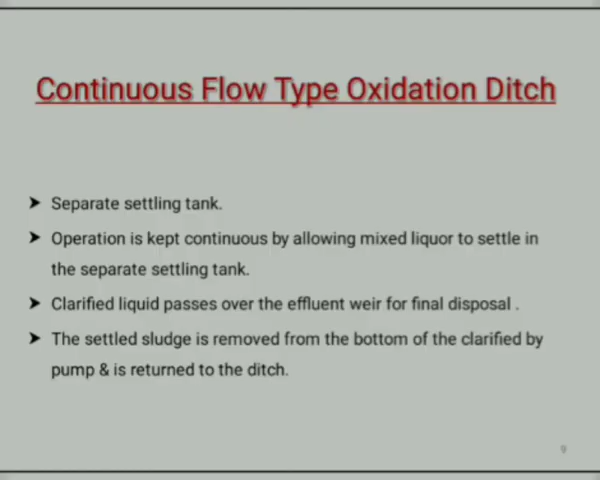 Continuous Flow Type Oxidation Ditch
➤ Separate settling tank.
➤ Operation is kept continuous by allowing mixed liquor to settle in
the separate settling tank.
➤ Clarified liquid passes over the effluent weir for final disposal .
➤ The settled sludge is removed from the bottom of the clarified by
pump & is returned to the ditch.
9